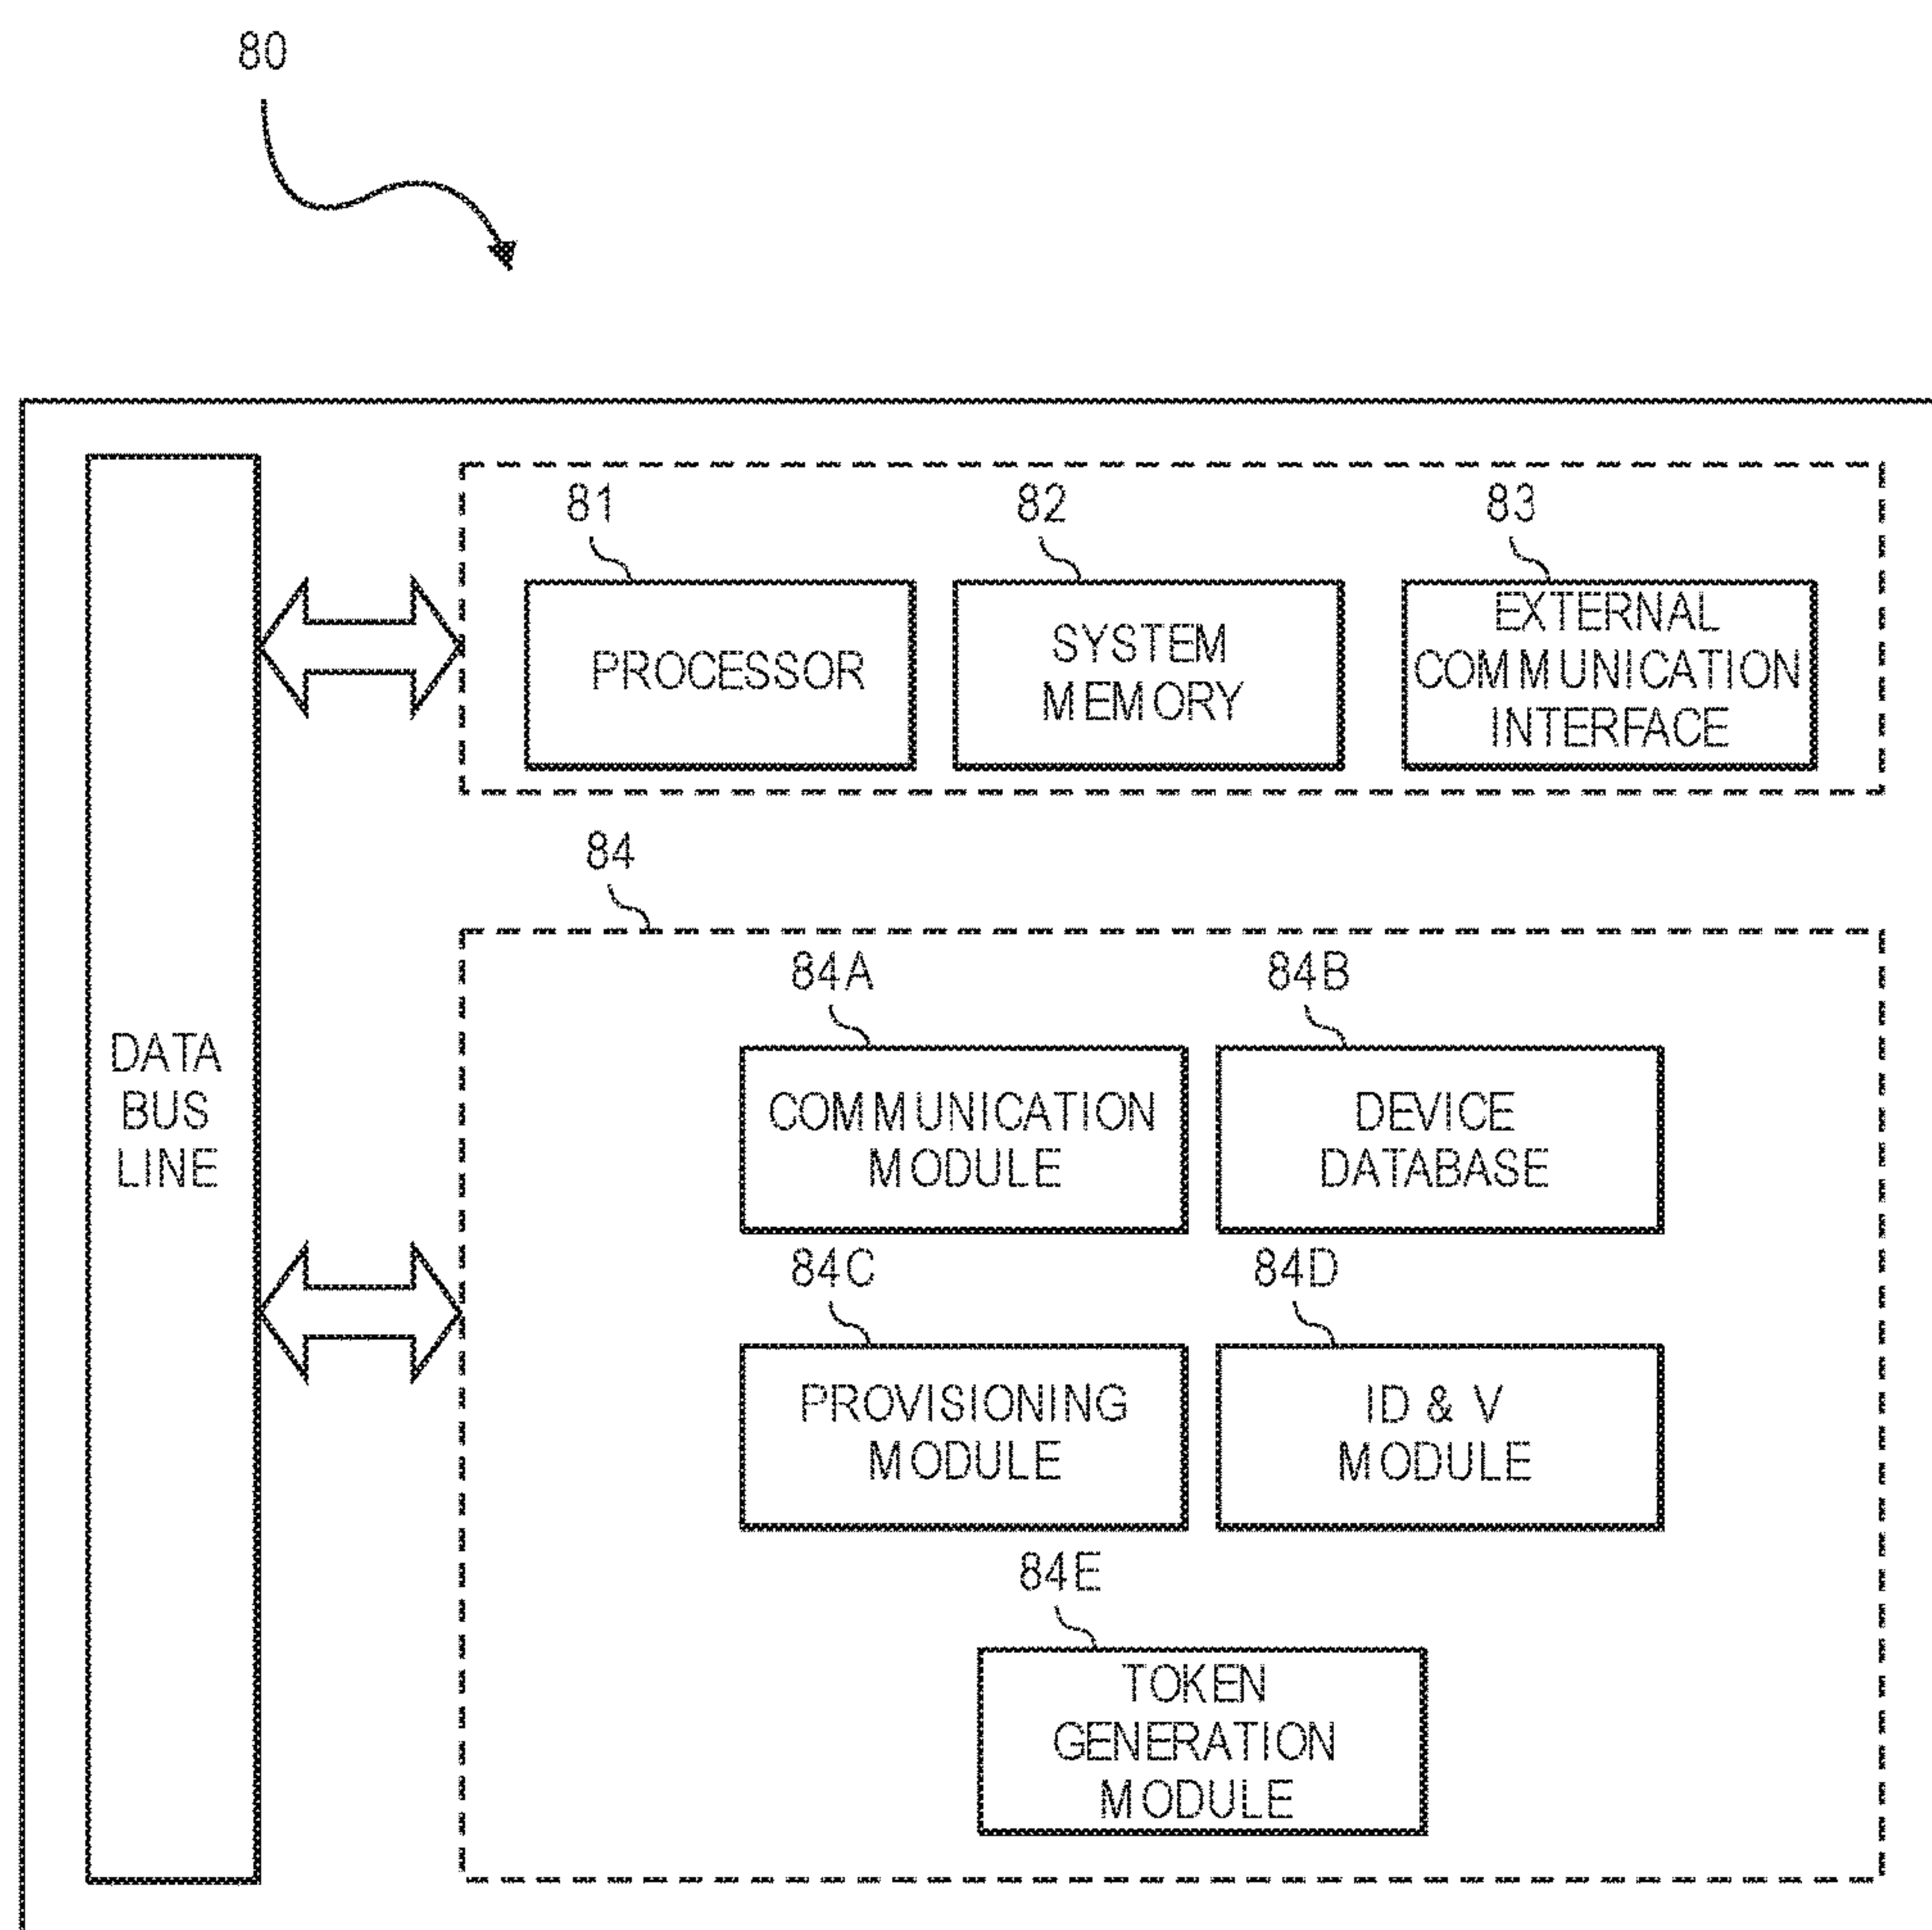 80
81
82
83
PROCESSOR
SYSTEM
MEMORY
EXTERNAL
COMMUNICATION
INTERFACE
DATA
BUS
LINE
84
84A
84B
COMMUNICATION
MODULE
DEVICE
DATABASE
84C
84D
PROVISIONING
MODULE
ID & V
MODULE
84E
TOKEN
GENERATION
MODULE